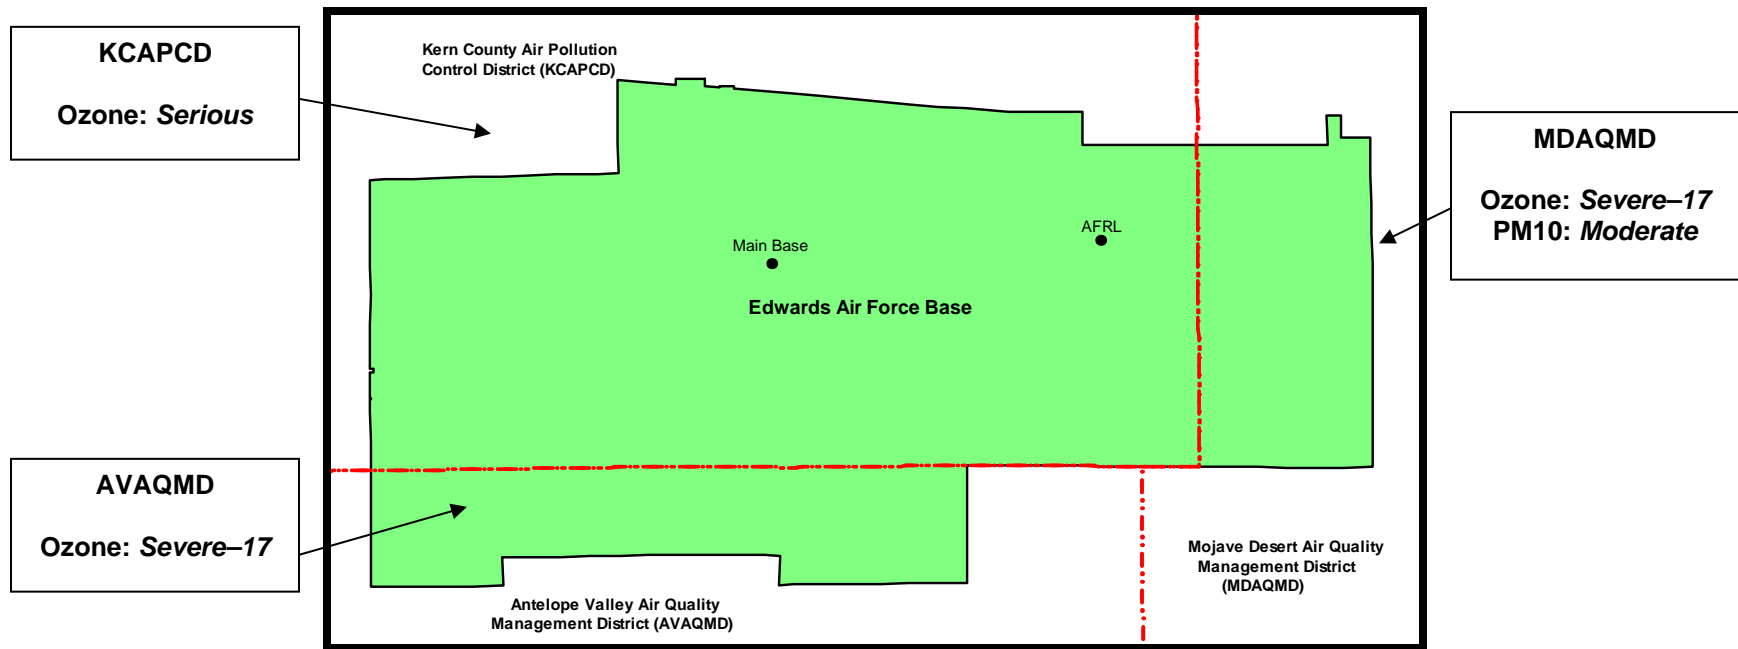 KCAPCD
Ozone: Serious
Kern County Air Pollution
Control District (KCAPCD)
MDAQMD
Ozone: Severe–17
PM10: Moderate
AFRL
Main Base
Edwards Air Force Base
AVAQMD
Ozone: Severe–17
Mojave Desert Air Quality
Management District
(MDAQMD)
Antelope Valley Air Quality
Management District (AVAQMD)